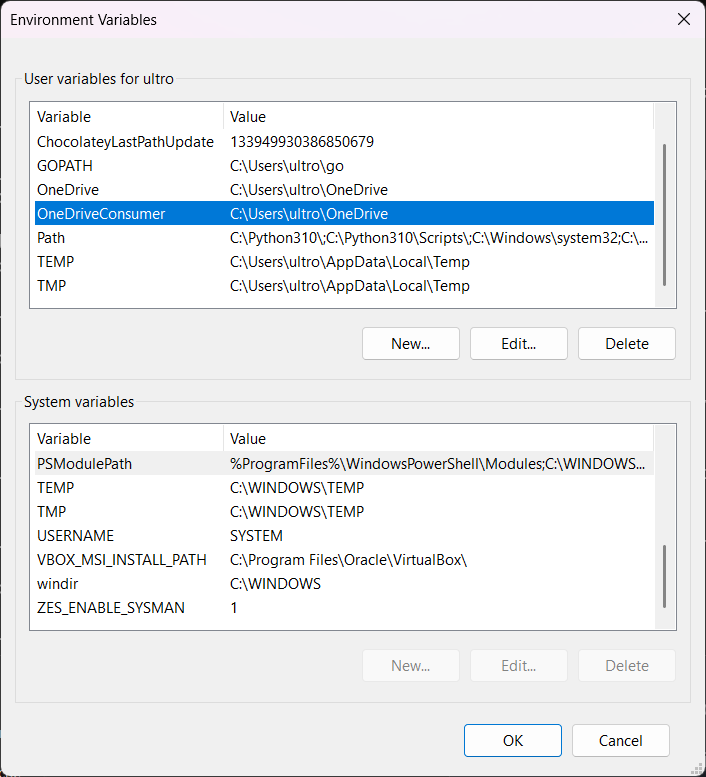 Environment Variables
User variables for ultro
Variable Value
ChocolateyLastPathUpdate 133949930386850679
GOPATH C:\Users\ultro\go
OneDrive C:\Users\ultro\OneDrive
OneDriveConsumer C:\Users\ultro\OneDrive
Path C:\Python310\;C:\Python310\Scripts\;C:\Windows\system32;C:\...
TEMP C:\Users\ultro\AppData\Local\Temp
TMP C:\Users\ultro\AppData\Local\Temp
New... Edit... Delete
System variables
Variable Value
PSModulePath %ProgramFiles%\WindowsPowerShell\Modules;C:\WINDOWS...
TEMP C:\WINDOWS\TEMP
TMP C:\WINDOWS\TEMP
USERNAME SYSTEM
VBOX_MSI_INSTALL_PATH C:\Program Files\Oracle\VirtualBox\
windir C:\WINDOWS
ZES_ENABLE_SYSMAN 1
New... Edit... Delete
OK Cancel